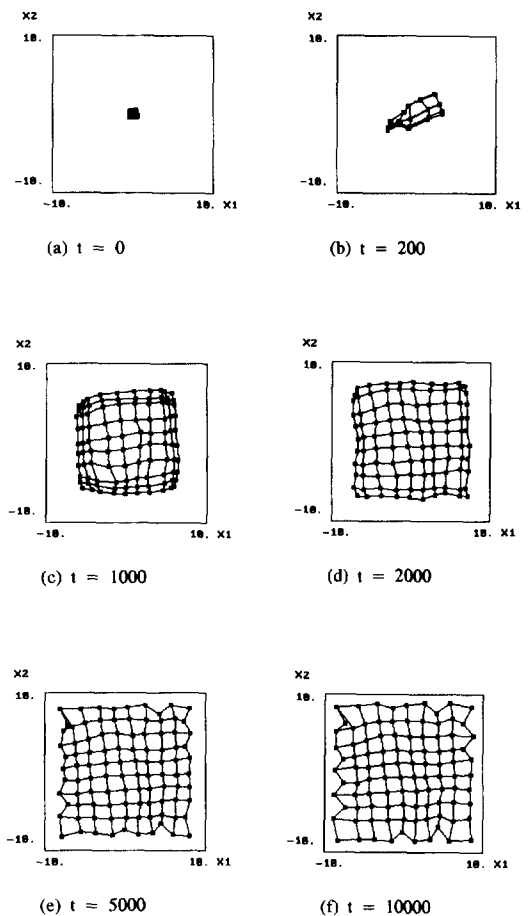 X2
10.
-10.
-10.
10. X1
(a) t = 0
X2
10.
-10.
-10.
10. X1
(b) t = 200
X2
10.
-10.
-10.
10. X1
(c) t = 1000
X2
10.
-10.
-10.
10. X1
(d) t = 2000
X2
10.
-10.
-10.
10. X1
(e) t = 5000
X2
10.
-10.
-10.
10. X1
(f) t = 10000